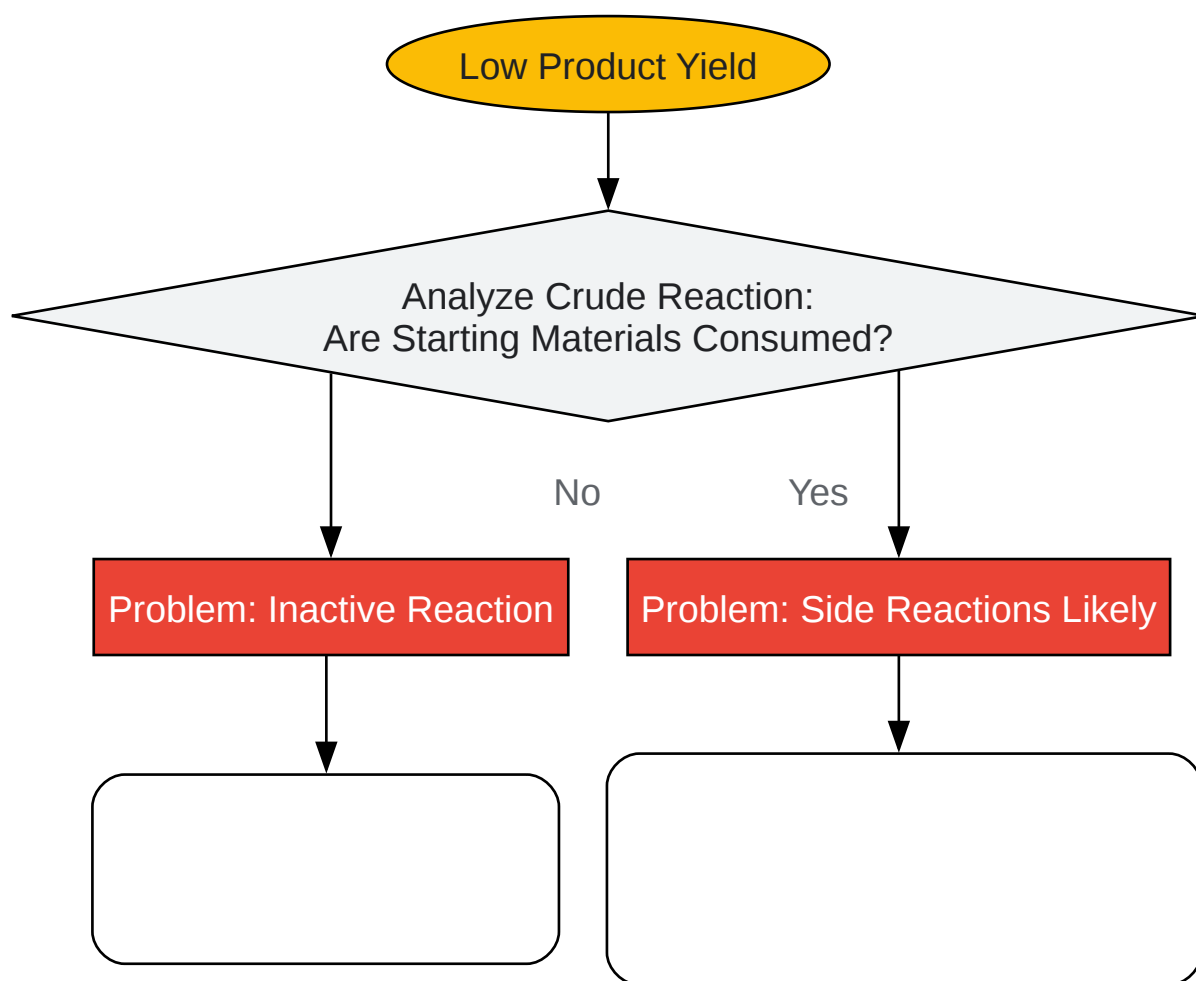 Low Product Yield
Analyze Crude Reaction:
Are Starting Materials Consumed?
No
Yes
Problem: Inactive Reaction
Problem: Side Reactions Likely